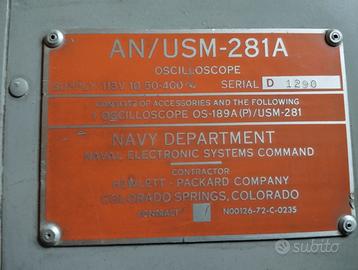 AN/USM-281A
OSCILLOSCOPE
SUPPLY 115V 1Ø 50-400 ∿ SERIAL D 1290
CONSISTS OF ACCESSORIES AND THE FOLLOWING
1 OSCILLOSCOPE OS-189A(P)/USM-281
NAVY DEPARTMENT
NAVAL ELECTRONIC SYSTEMS COMMAND
CONTRACTOR
HEWLETT-PACKARD COMPANY
COLORADO SPRINGS, COLORADO
CONTRACT N00126-72-C-0235
subito